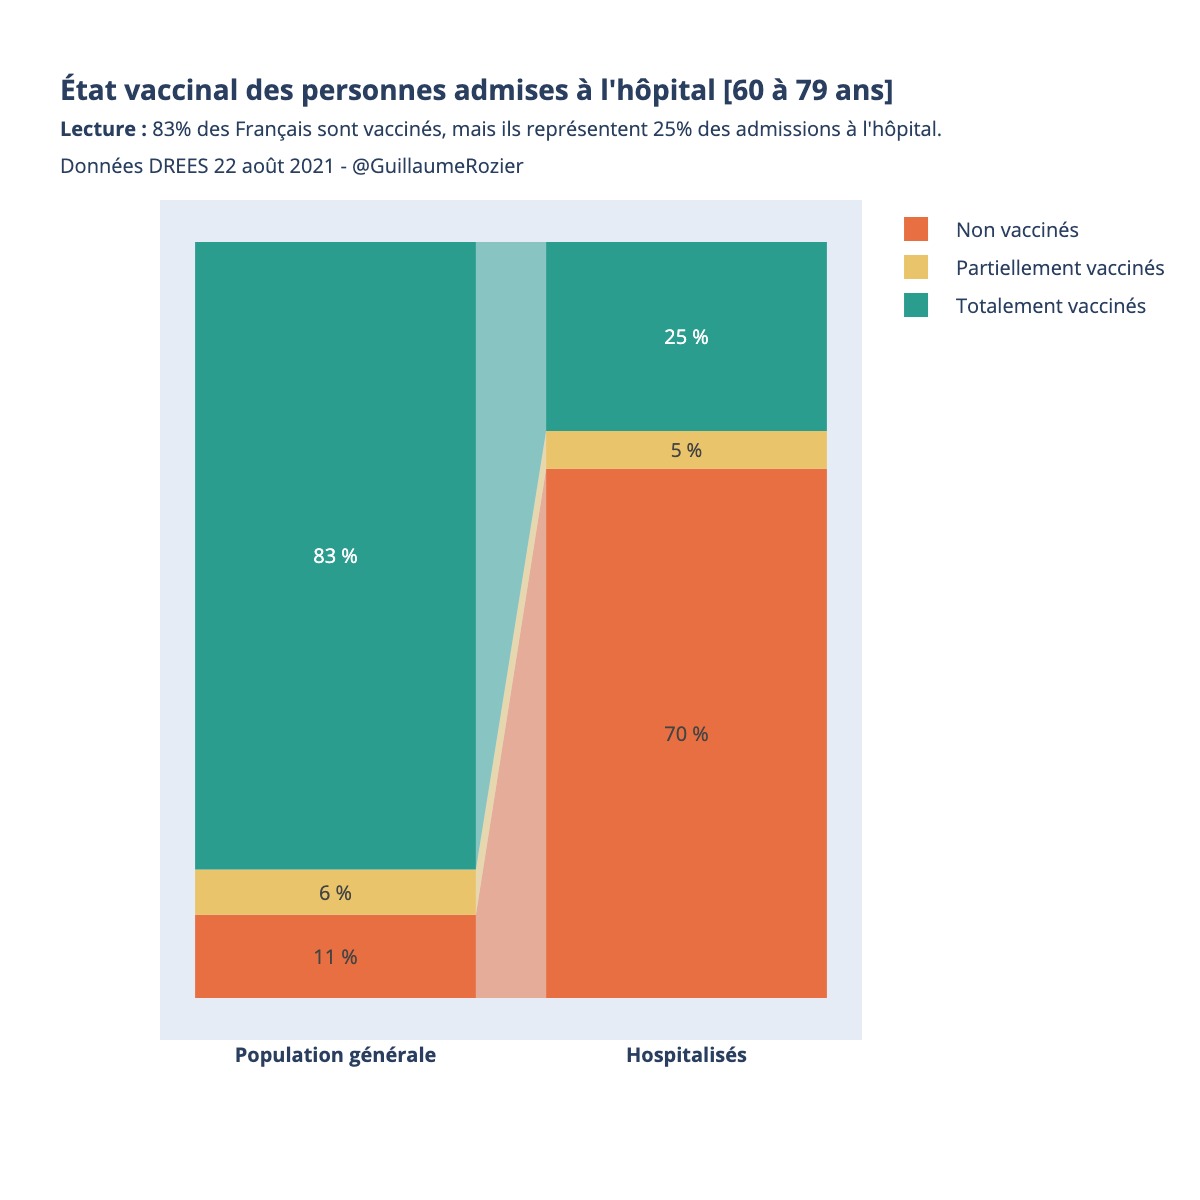 État vaccinal des personnes admises à l'hôpital [60 à 79 ans]
Lecture : 83% des Français sont vaccinés, mais ils représentent 25% des admissions à l'hôpital.
Données DREES 22 août 2021 - @GuillaumeRozier
Non vaccinés
Partiellement vaccinés
Totalement vaccinés
25 %
5 %
83 %
70 %
6 %
11 %
Population générale
Hospitalisés